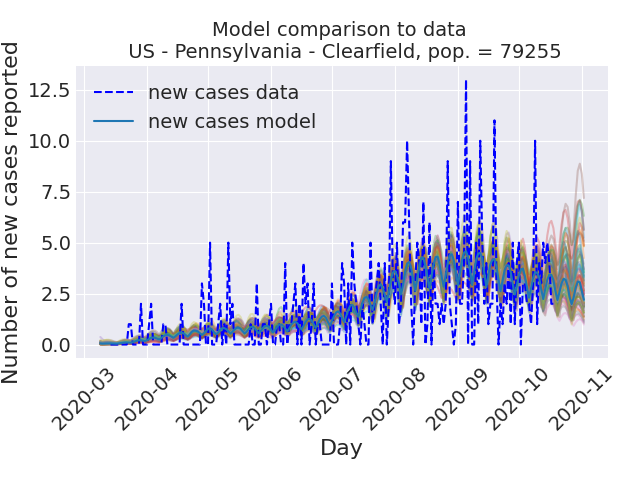 Model comparison to data
US - Pennsylvania - Clearfield, pop. = 79255
Number of new cases reported
12.5
10.0
7.5
5.0
2.5
0.0
new cases data
new cases model
2020-03
2020-04
2020-05
2020-06
2020-07
2020-08
2020-09
2020-10
2020-11
Day